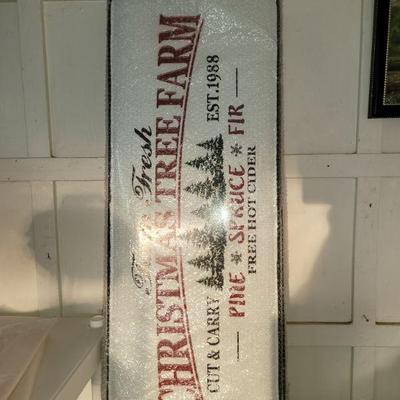 Fresh
CHRISTMAS TREE FARM
CUT & CARRY EST.1988
PINE * SPRUCE * FIR
FREE HOT CIDER